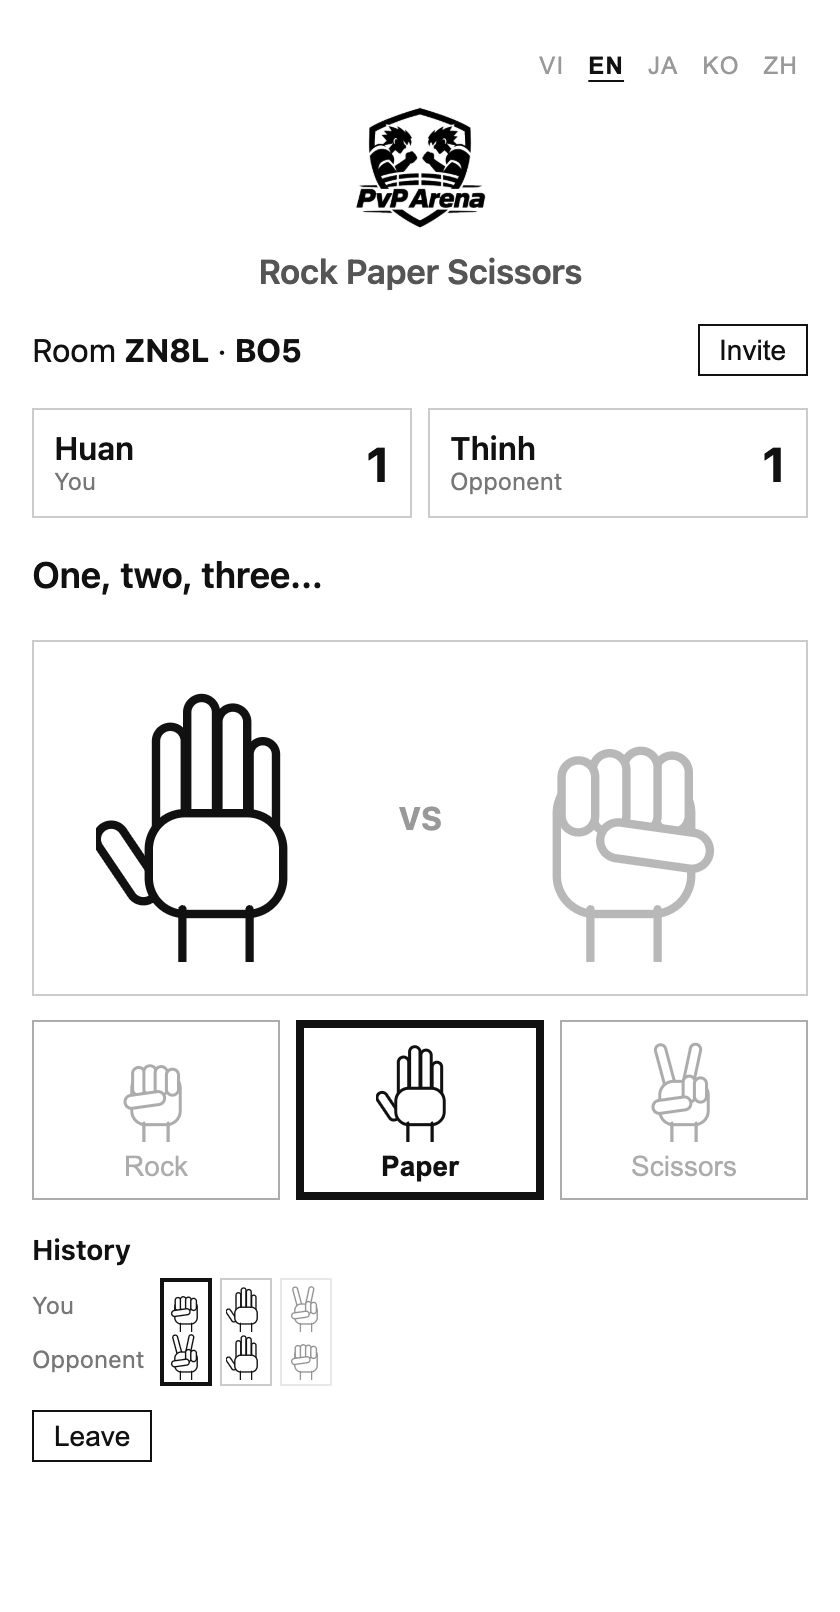 VI EN JA KO ZH
PvP Arena
Rock Paper Scissors
Room ZN8L · BO5
Invite
Huan
You
1
Thinh
Opponent
1
One, two, three...
vs
Rock
Paper
Scissors
History
You
Opponent
Leave